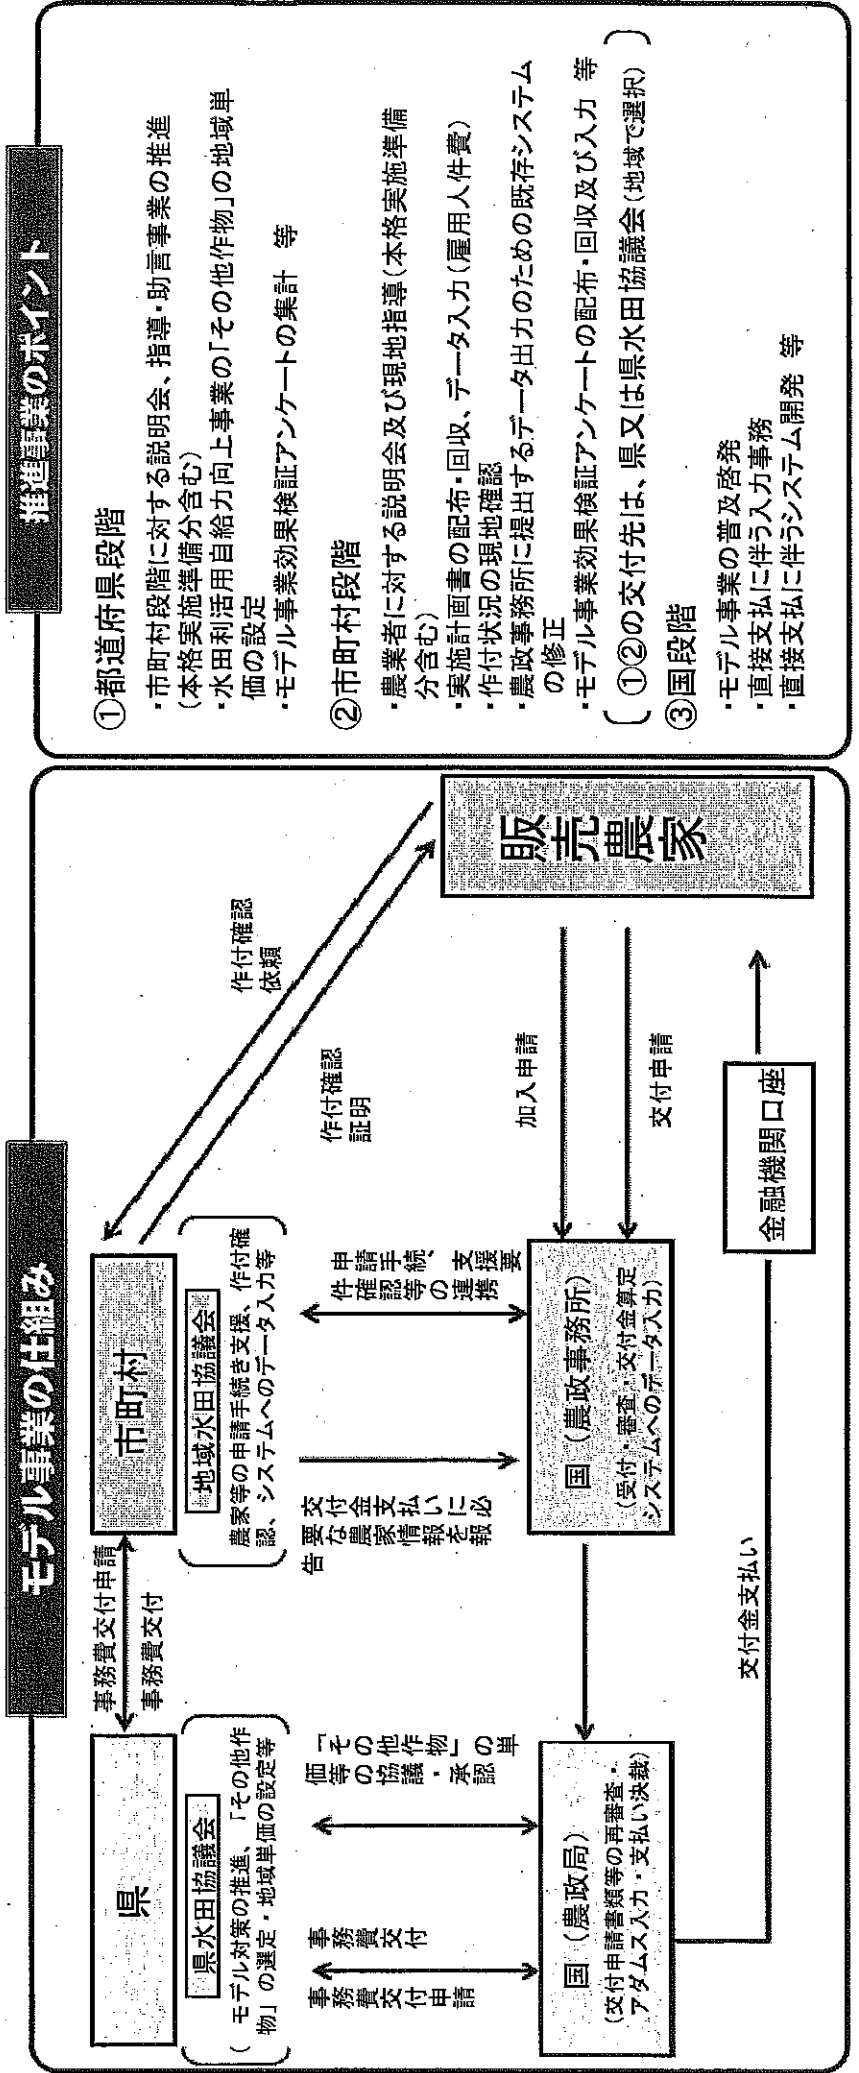 モデル事業の仕組み
県
県水田協議会
(モデル対策の推進、「その他作
物」の選定・地域単価の設定等)
事務費交付申請
事務費交付
市町村
地域水田協議会
農家等の申請手続き支援、作付確
認、システムへのデータ入力等
作付確認
依頼
作付確認
証明
事務費交付申請
事務費交付
「その他作物」の単
価等の協議・承認
交付金支払いに必
要な農家情報を報
告
申請手続、支援要
件確認等の連携
国(農政局)
(交付申請書類等の再審査・
アダムス入力・支払い決裁)
国(農政事務所)
(受付・審査・交付金算定
システムへのデータ入力)
加入申請
交付申請
販売農家
交付金支払い
金融機関口座
推進事業のポイント
①都道府県段階
・市町村段階に対する説明会、指導・助言事業の推進
(本格実施準備分含む)
・水田利活用自給力向上事業の「その他作物」の地域単
価の設定
・モデル事業効果検証アンケートの集計 等
②市町村段階
・農業者に対する説明会及び現地指導(本格実施準備
分含む)
・実施計画書の配布・回収、データ入力(雇用人件費)
・作付状況の現地確認
・農政事務所に提出するデータ出力のための既存システム
の修正
・モデル事業効果検証アンケートの配布・回収及び入力 等
(①②の交付先は、県又は県水田協議会(地域で選択))
③国段階
・モデル事業の普及啓発
・直接支払に伴う入力事務
・直接支払に伴うシステム開発 等